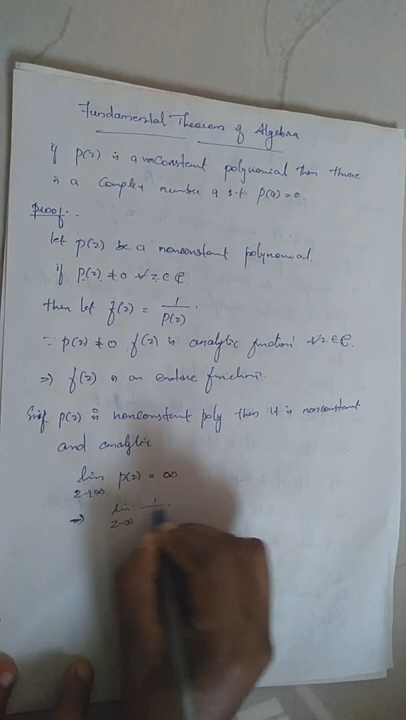 Fundamental Theorem of Algebra
if p(z) is a nonconstant polynomial then there
is a Complex number a s.t p(a)=0.
Proof:-
let p(z) be a nonconstant polynomial.
if p(z) ≠ 0 ∀ z ∈ ℂ.
then let f(z) = 1/p(z).
∵ p(z) ≠ 0 f(z) is analytic function ∀ z ∈ ℂ.
⇒ f(z) is an entire function.
if p(z) is nonconstant poly then it is nonconstant
and analytic
lim z→∞ p(z) = ∞
⇒ lim z→∞ 1